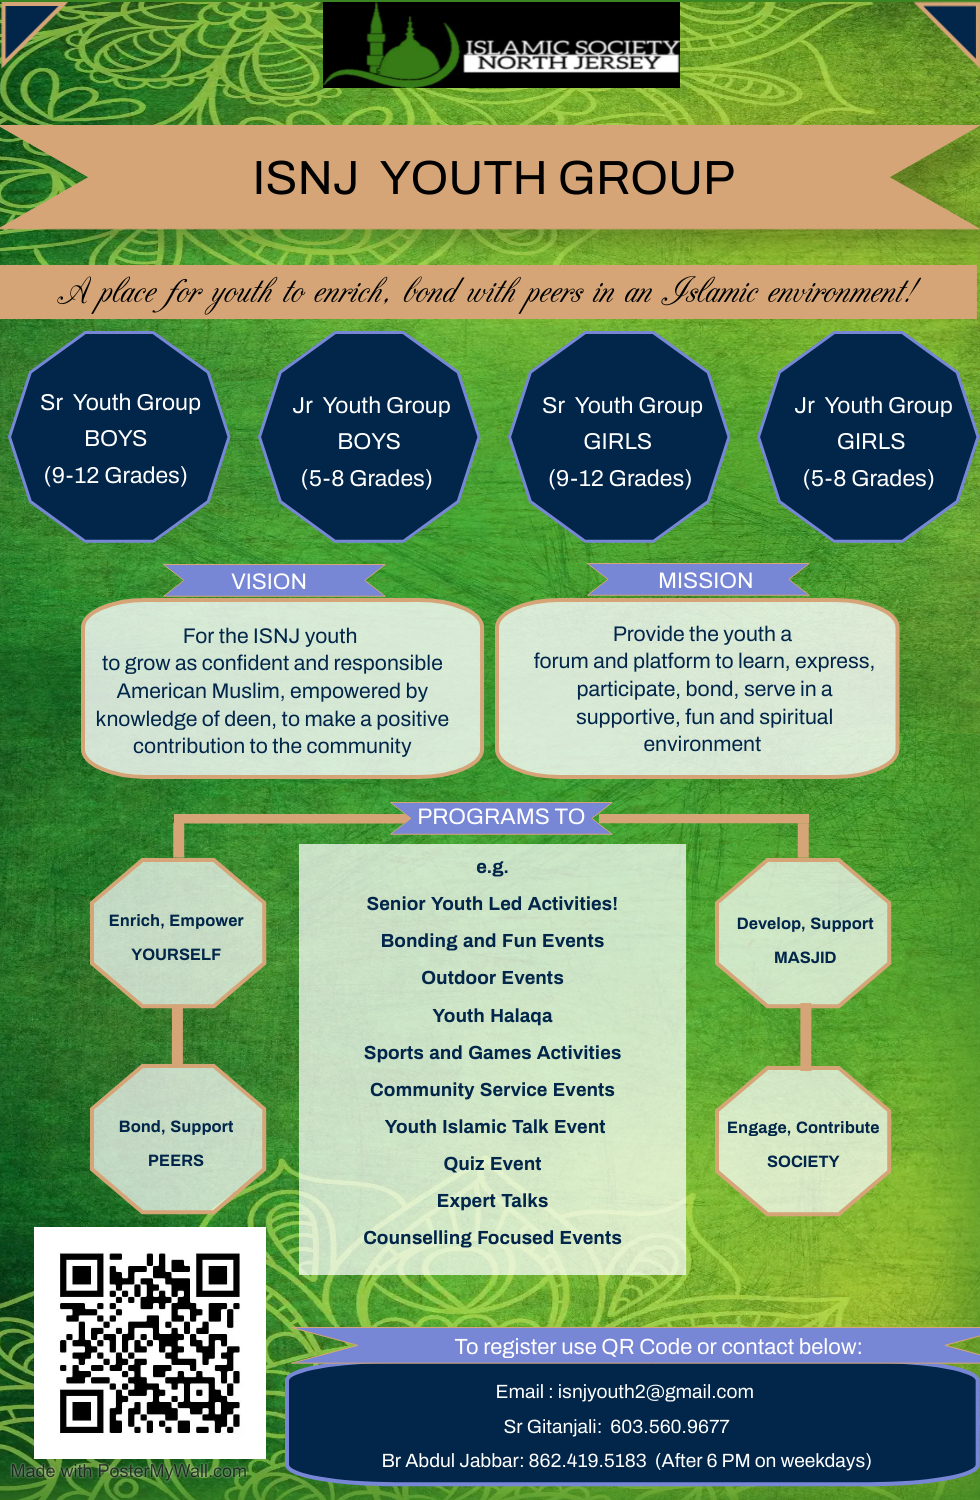 ISLAMIC SOCIETY
NORTH JERSEY
ISNJ YOUTH GROUP
A place for youth to enrich, bond with peers in an Islamic environment!
Sr Youth Group
BOYS
(9-12 Grades)
Jr Youth Group
BOYS
(5-8 Grades)
Sr Youth Group
GIRLS
(9-12 Grades)
Jr Youth Group
GIRLS
(5-8 Grades)
VISION
For the ISNJ youth
to grow as confident and responsible
American Muslim, empowered by
knowledge of deen, to make a positive
contribution to the community
MISSION
Provide the youth a
forum and platform to learn, express,
participate, bond, serve in a
supportive, fun and spiritual
environment
PROGRAMS TO
Enrich, Empower
YOURSELF
Bond, Support
PEERS
e.g.
Senior Youth Led Activities!
Bonding and Fun Events
Outdoor Events
Youth Halaqa
Sports and Games Activities
Community Service Events
Youth Islamic Talk Event
Quiz Event
Expert Talks
Counselling Focused Events
Develop, Support
MASJID
Engage, Contribute
SOCIETY
To register use QR Code or contact below:
Email : isnjyouth2@gmail.com
Sr Gitanjali: 603.560.9677
Br Abdul Jabbar: 862.419.5183 (After 6 PM on weekdays)
Made with PosterMyWall.com